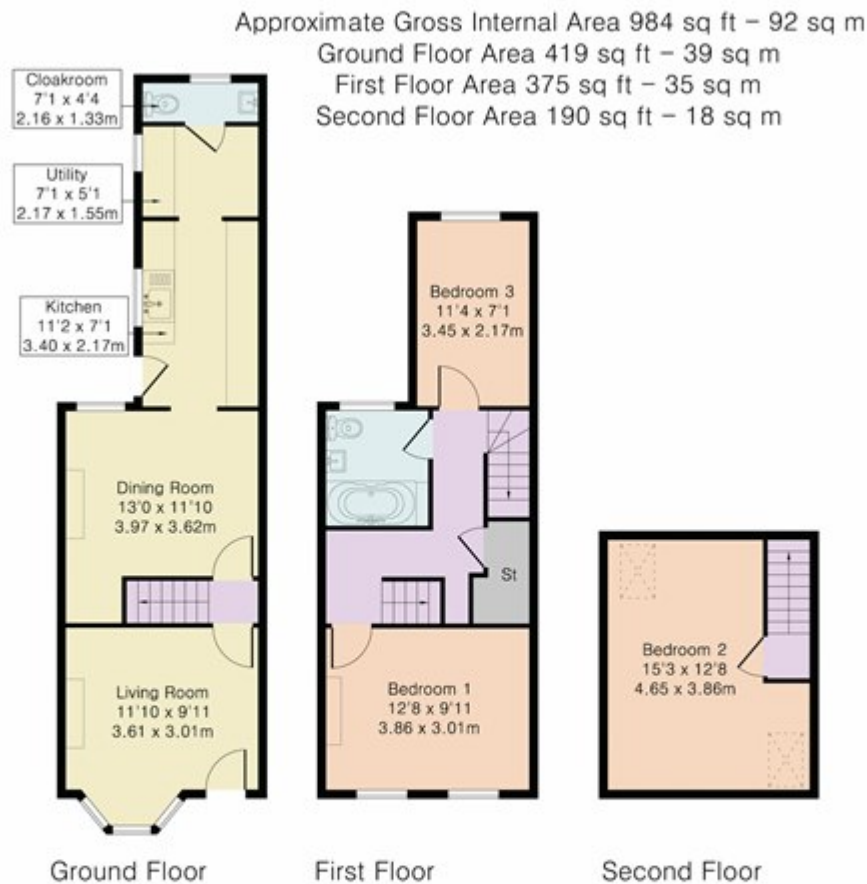 Approximate Gross Internal Area 984 sq ft - 92 sq m
Ground Floor Area 419 sq ft - 39 sq m
First Floor Area 375 sq ft - 35 sq m
Second Floor Area 190 sq ft - 18 sq m
Cloakroom
7'1 x 4'4
2.16 x 1.33m
Utility
7'1 x 5'1
2.17 x 1.55m
Kitchen
11'2 x 7'1
3.40 x 2.17m
Dining Room
13'0 x 11'10
3.97 x 3.62m
Living Room
11'10 x 9'11
3.61 x 3.01m
Ground Floor
Bedroom 3
11'4 x 7'1
3.45 x 2.17m
St
Bedroom 1
12'8 x 9'11
3.86 x 3.01m
First Floor
Bedroom 2
15'3 x 12'8
4.65 x 3.86m
Second Floor